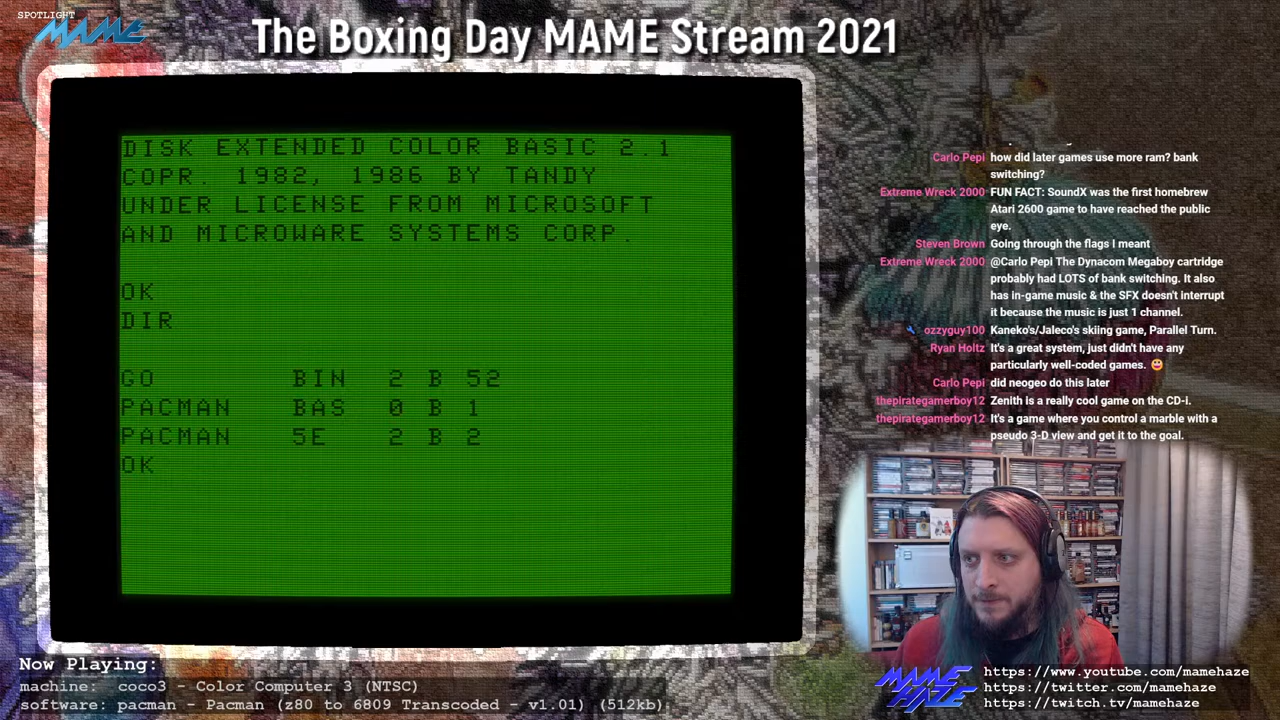 SPOTLIGHT
MAME
The Boxing Day MAME Stream 2021
DISK EXTENDED COLOR BASIC 2.1
COPR. 1982, 1986 BY TANDY
UNDER LICENSE FROM MICROSOFT
AND MICROWARE SYSTEMS CORP.
OK
DIR
GO BIN 2 B 52
PACMAN BAS 0 B 1
PACMAN 5E 2 B 2
OK
Carlo Pepi how did later games use more ram? bank
switching?
Extreme Wreck 2000 FUN FACT: SoundX was the first homebrew
Atari 2600 game to have reached the public
eye.
Steven Brown Going through the flags I meant
Extreme Wreck 2000 @Carlo Pepi The Dynacom Megaboy cartridge
probably had LOTS of bank switching. It also
has in-game music & the SFX doesn't interrupt
it because the music is just 1 channel.
ozzyguy100 Kaneko's/Jaleco's skiing game, Parallel Turn.
Ryan Holtz It's a great system, just didn't have any
particularly well-coded games. 😃
Carlo Pepi did neogeo do this later
thepirategamerboy12 Zenith is a really cool game on the CD-i.
thepirategamerboy12 It's a game where you control a marble with a
pseudo 3-D view and get it to the goal.
Now Playing:
machine: coco3 - Color Computer 3 (NTSC)
software: pacman - Pacman (z80 to 6809 Transcoded - v1.01) (512kb)
MAME
HAZE
https://www.youtube.com/mamehaze
https://twitter.com/mamehaze
https://twitch.tv/mamehaze